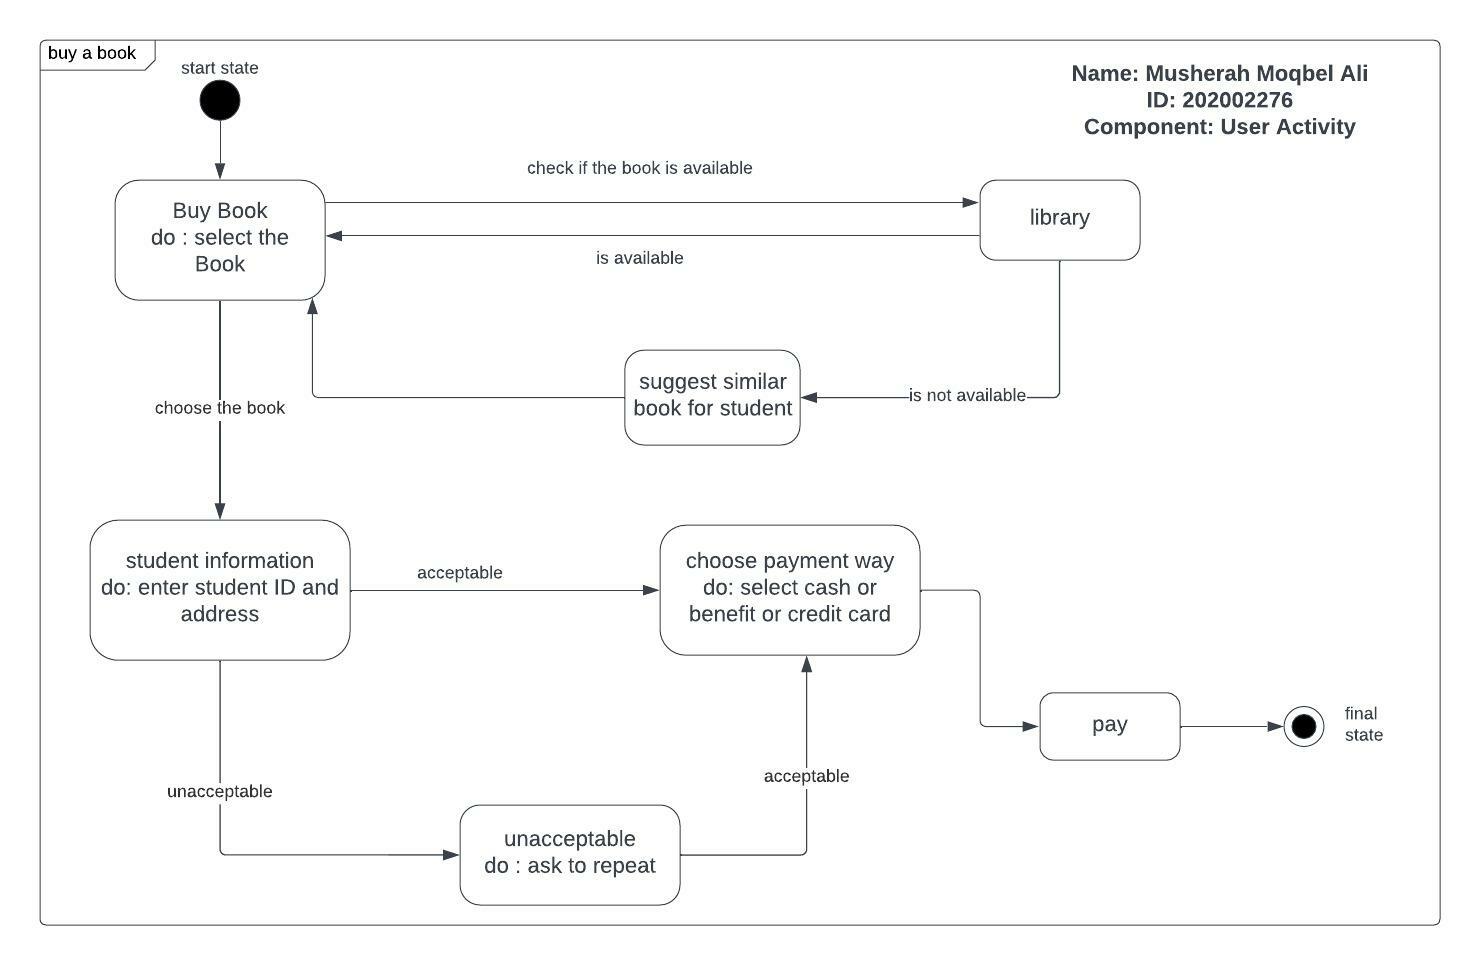 buy a book
start state
Name: Musherah Moqbel Ali
ID: 202002276
Component: User Activity
check if the book is available
Buy Book
do : select the
Book
library
is available
suggest similar
book for student
is not available
choose the book
student information
do: enter student ID and
address
acceptable
choose payment way
do: select cash or
benefit or credit card
pay
final
state
unacceptable
acceptable
unacceptable
do : ask to repeat